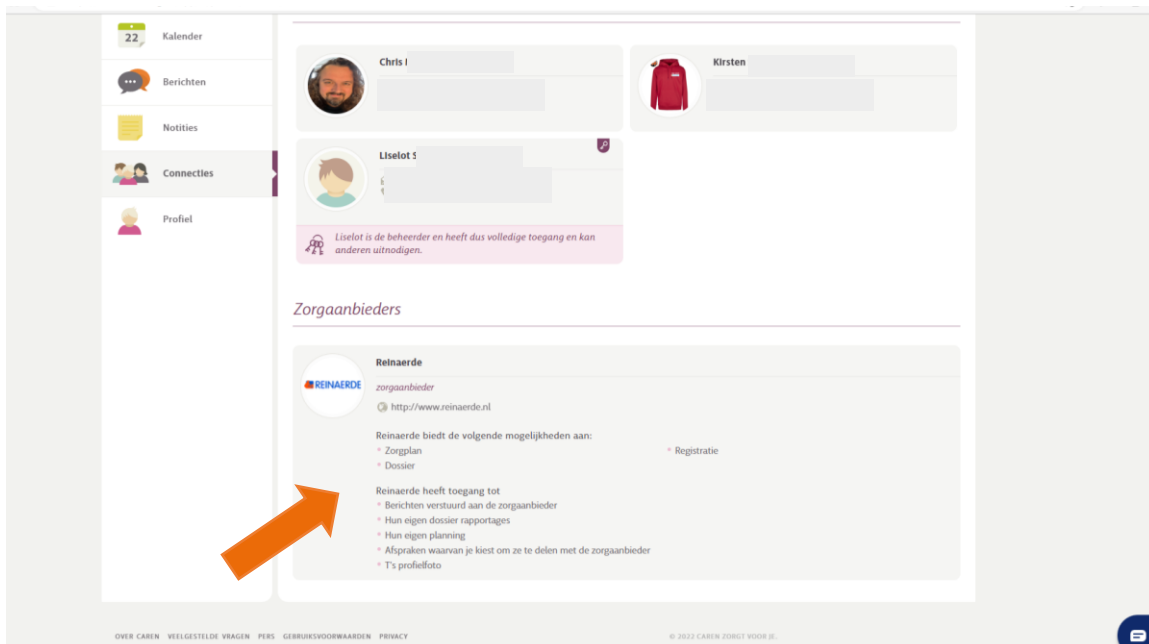 22 Kalender
Chris
Kirsten
Berichten
Notities
Liselot S
Connecties
Profiel
Liselot is de beheerder en heeft dus volledige toegang en kan
anderen uitnodigen.
Zorgaanbieders
Reinaerde
REINAERDE
zorgaanbieder
http://www.reinaerde.nl
Reinaerde biedt de volgende mogelijkheden aan:
* Zorgplan
* Registratie
* Dossier
Reinaerde heeft toegang tot
* Berichten verstuurd aan de zorgaanbieder
* Hun eigen dossier rapportages
* Hun eigen planning
* Afspraken waarvan je kiest om ze te delen met de zorgaanbieder
* T's profielfoto
OVER CAREN VEELGESTELDE VRAGEN PERS GEBRUIKSVOORWAARDEN PRIVACY
© 2022 CAREN ZORGT VOOR JE.